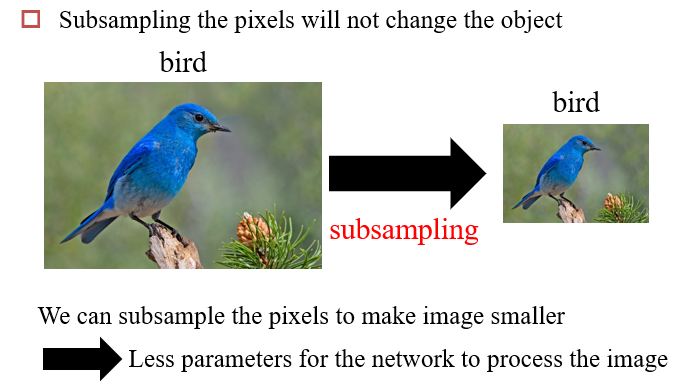 Subsampling the pixels will not change the object
bird
bird
subsampling
We can subsample the pixels to make image smaller
Less parameters for the network to process the image